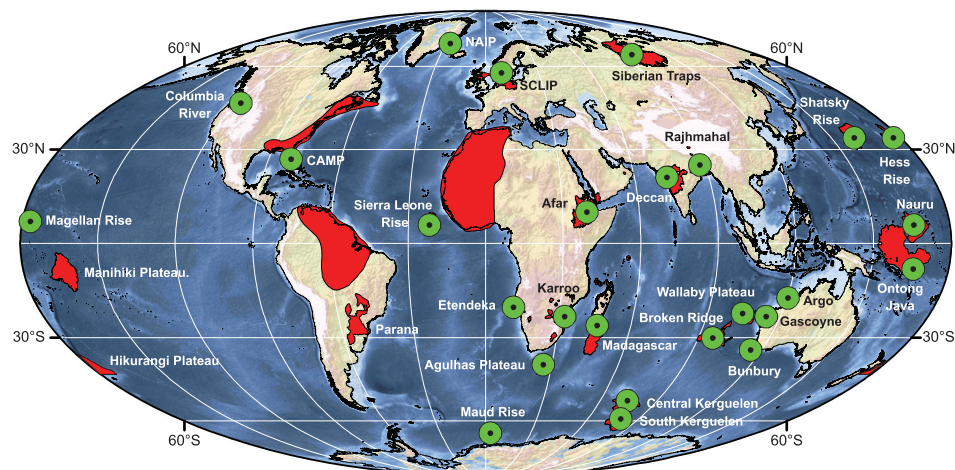 NAIP
60°N
60°N
Siberian Traps
SCLIP
Columbia
River
Shatsky
Rise
Rajhmahal
30°N
30°N
CAMP
Hess
Rise
Deccan
Sierra Leone
Rise
Afar
Nauru
Magellan Rise
Manihiki Plateau.
Karroo
Wallaby Plateau
Ontong
Java
Argo
Etendeka
Broken Ridge
Gascoyne
Parana
30°S
30°S
Madagascar
Hikurangi Plateau
Agulhas Plateau
Bunbury
Central Kerguelen
Maud Rise
South Kerguelen
60°S
60°S